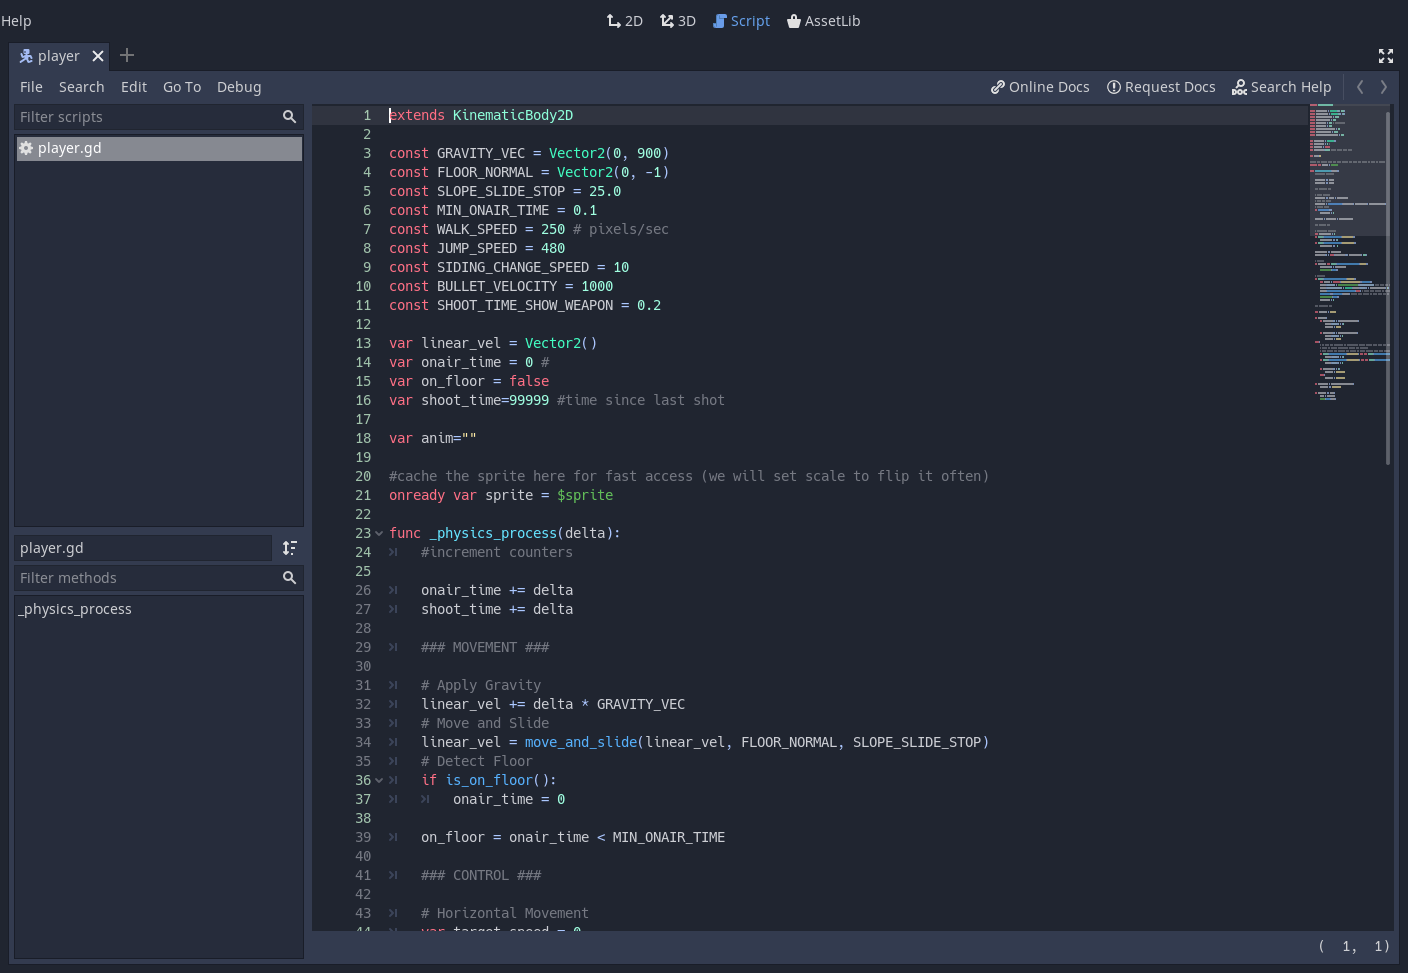 Help
2D 3D Script AssetLib
player
File Search Edit Go To Debug
Online Docs Request Docs Search Help
Filter scripts
player.gd
player.gd
Filter methods
_physics_process
1 extends KinematicBody2D
2
3 const GRAVITY_VEC = Vector2(0, 900)
4 const FLOOR_NORMAL = Vector2(0, -1)
5 const SLOPE_SLIDE_STOP = 25.0
6 const MIN_ONAIR_TIME = 0.1
7 const WALK_SPEED = 250 # pixels/sec
8 const JUMP_SPEED = 480
9 const SIDING_CHANGE_SPEED = 10
10 const BULLET_VELOCITY = 1000
11 const SHOOT_TIME_SHOW_WEAPON = 0.2
12
13 var linear_vel = Vector2()
14 var onair_time = 0 #
15 var on_floor = false
16 var shoot_time=99999 #time since last shot
17
18 var anim=""
19
20 #cache the sprite here for fast access (we will set scale to flip it often)
21 onready var sprite = $sprite
22
23 func _physics_process(delta):
24 #increment counters
25
26 onair_time += delta
27 shoot_time += delta
28
29 ### MOVEMENT ###
30
31 # Apply Gravity
32 linear_vel += delta * GRAVITY_VEC
33 # Move and Slide
34 linear_vel = move_and_slide(linear_vel, FLOOR_NORMAL, SLOPE_SLIDE_STOP)
35 # Detect Floor
36 if is_on_floor():
37 onair_time = 0
38
39 on_floor = onair_time < MIN_ONAIR_TIME
40
41 ### CONTROL ###
42
43 # Horizontal Movement
44 var target_speed = 0
( 1, 1)